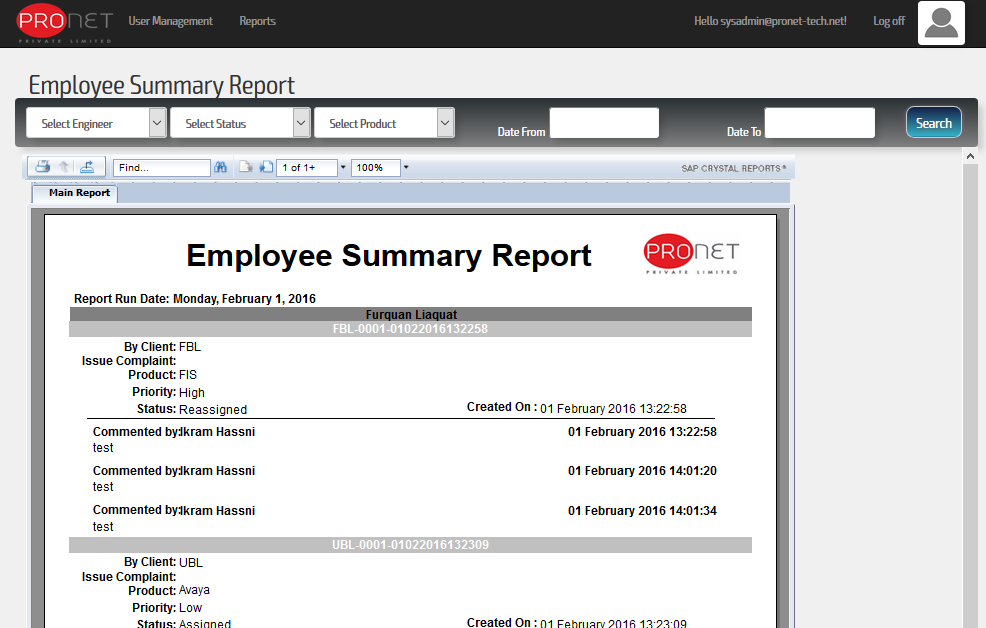 PRONET User Management Reports Hello sysadmin@pronet-tech.net! Log off
PRIVATE LIMITED
Employee Summary Report
Select Engineer Select Status Select Product Date From Date To Search
Find... 1 of 1+ 100% SAP CRYSTAL REPORTS®
Main Report
Employee Summary Report PRONET
PRIVATE LIMITED
Report Run Date: Monday, February 1, 2016
Furquan Liaquat
FBL-0001-01022016132258
By Client: FBL
Issue Complaint:
Product: FIS
Priority: High
Status: Reassigned Created On : 01 February 2016 13:22:58
Commented by:Ikram Hassni 01 February 2016 13:22:58
test
Commented by:Ikram Hassni 01 February 2016 14:01:20
test
Commented by:Ikram Hassni 01 February 2016 14:01:34
test
UBL-0001-01022016132309
By Client: UBL
Issue Complaint:
Product: Avaya
Priority: Low
Status: Assigned Created On : 01 February 2016 13:23:09